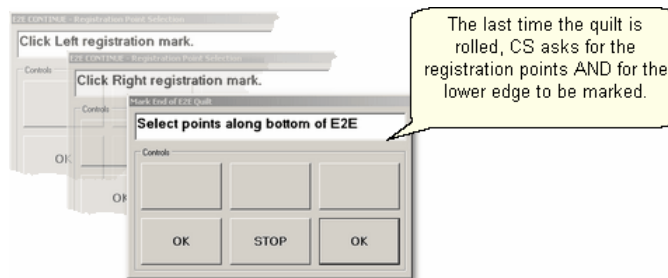 E2E CONTINUE - Registration Point Selection
Click Left registration mark.
Controls
OK
E2E CONTINUE - Registration Point Selection
Click Right registration mark.
Controls
OK
Mark End of E2E Quilt
Select points along bottom of E2E
Controls
OK STOP OK
The last time the quilt is
rolled, CS asks for the
registration points AND for the
lower edge to be marked.